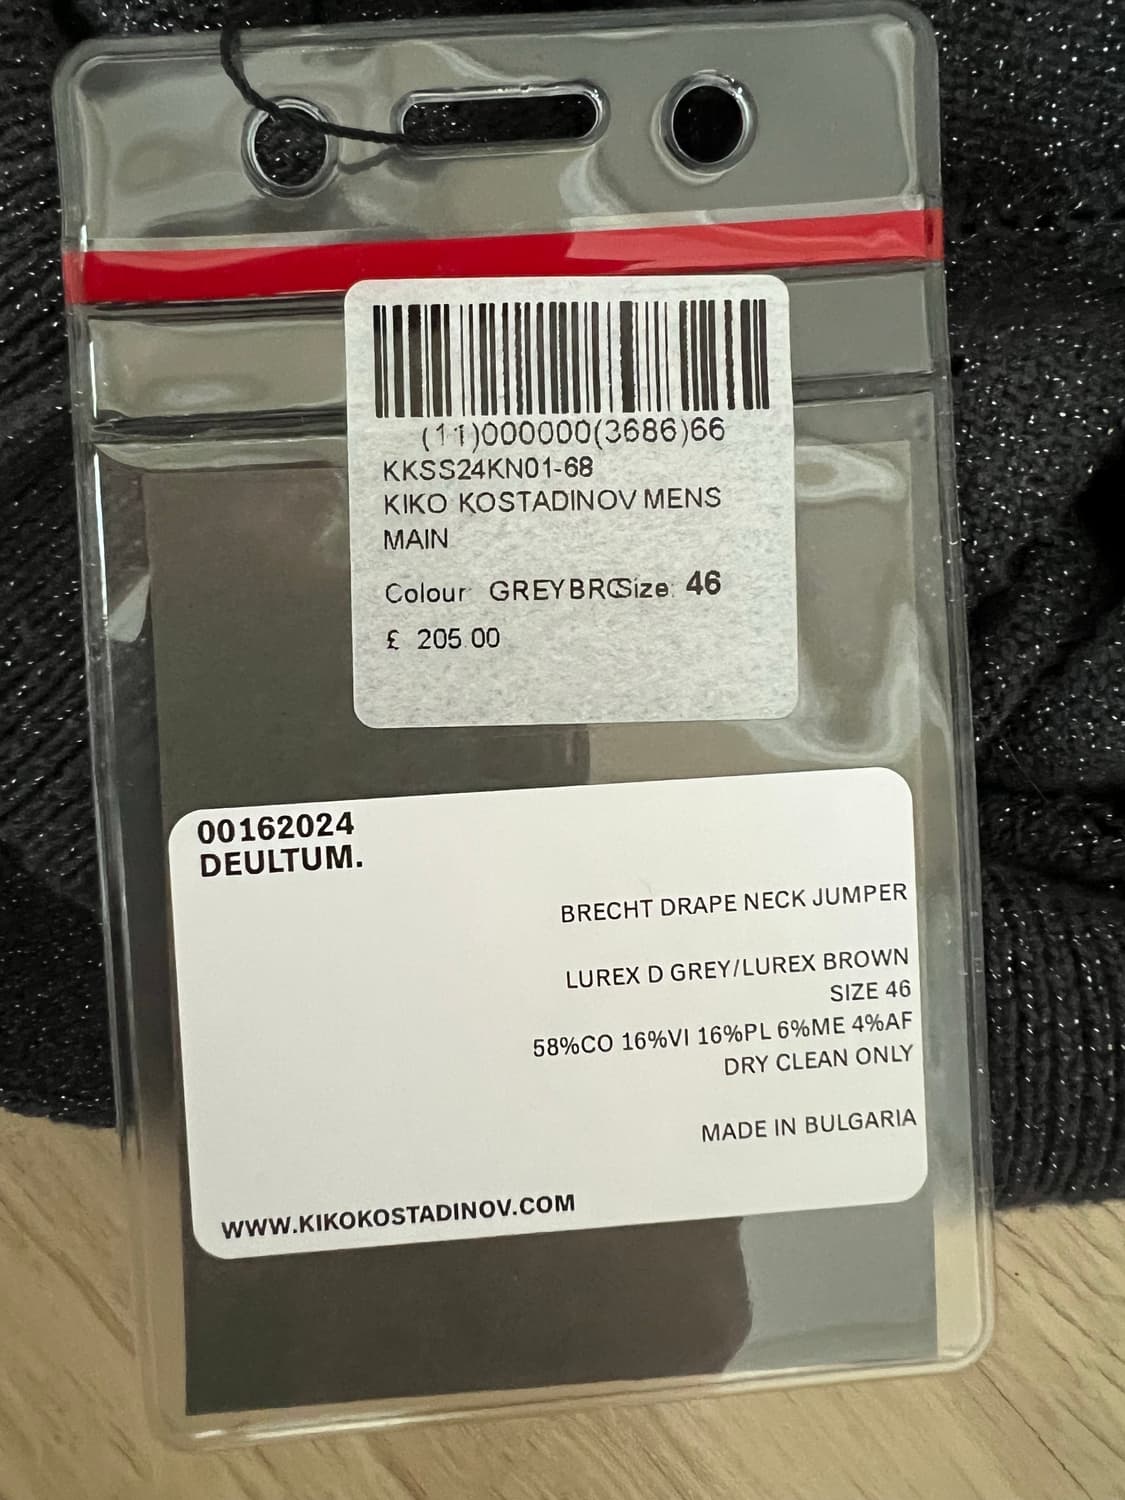 (11)000000(3686)66
KKSS24KN01-68
KIKO KOSTADINOV MENS
MAIN
Colour: GREYBRO Size: 46
£ 205.00
00162024
DEULTUM.
BRECHT DRAPE NECK JUMPER
LUREX D GREY/LUREX BROWN
SIZE 46
58%CO 16%VI 16%PL 6%ME 4%AF
DRY CLEAN ONLY
MADE IN BULGARIA
WWW.KIKOKOSTADINOV.COM